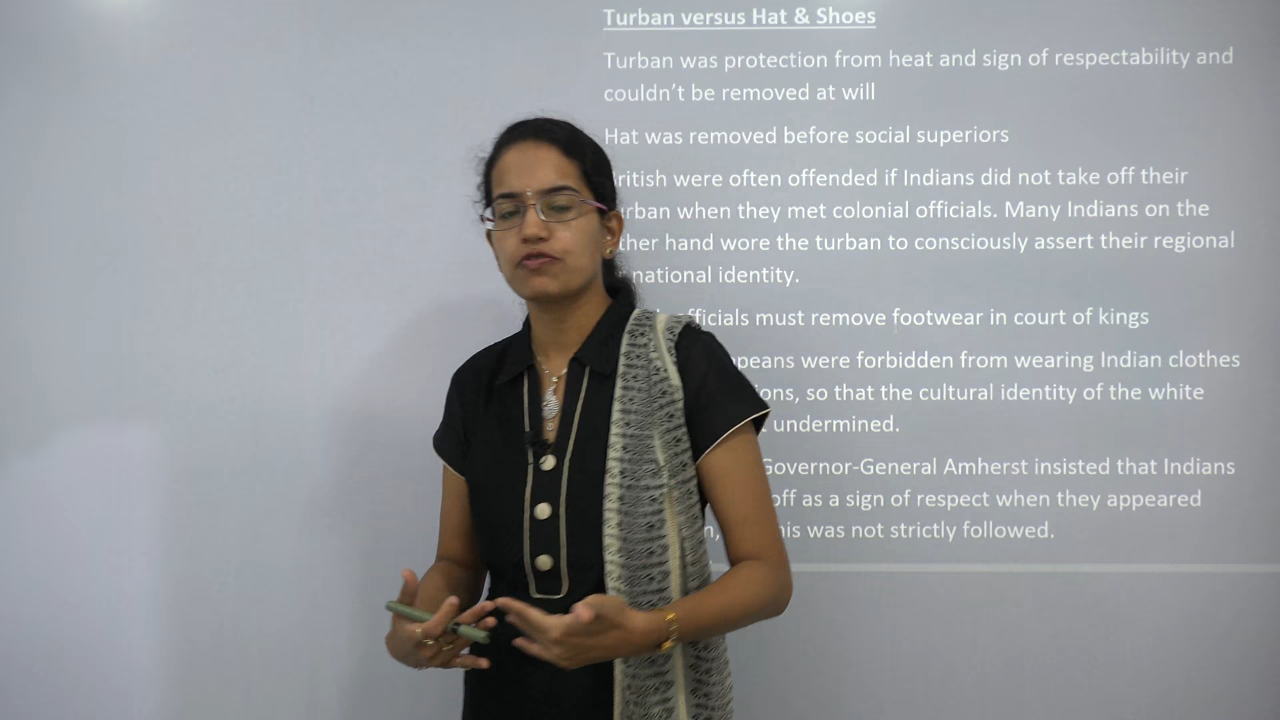 Turban versus Hat & Shoes
Turban was protection from heat and sign of respectability and
couldn't be removed at will
Hat was removed before social superiors
ritish were often offended if Indians did not take off their
urban when they met colonial officials. Many Indians on the
ther hand wore the turban to consciously assert their regional
national identity.
fficials must remove footwear in court of kings
peans were forbidden from wearing Indian clothes
ions, so that the cultural identity of the white
undermined.
Governor-General Amherst insisted that Indians
off as a sign of respect when they appeared
his was not strictly followed.